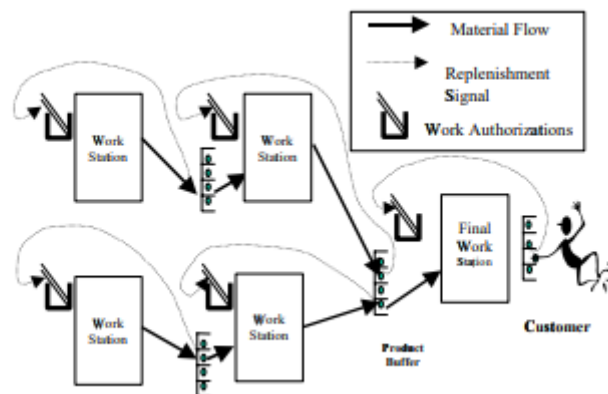 Material Flow
Replenishment
Signal
Work Authorizations
Work
Station
Work
Station
Final
Work
Station
Work
Station
Work
Station
Product
Buffer
Customer